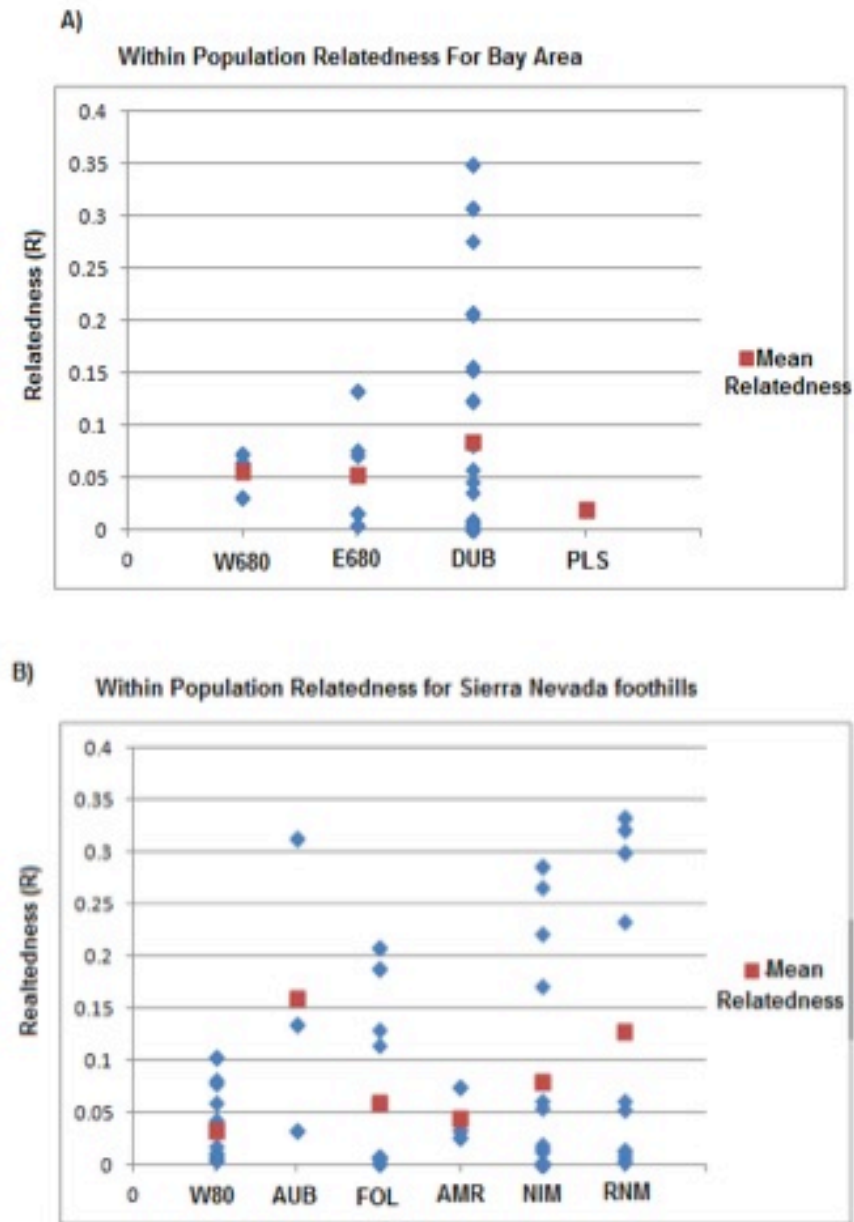 A)
Within Population Relatedness For Bay Area
0.4
0.35
0.3
0.25
0.2
0.15
0.1
0.05
0
Relatedness (R)
0 W680 E680 DUB PLS
Mean
Relatedness
B)
Within Population Relatedness for Sierra Nevada foothills
0.4
0.35
0.3
0.25
0.2
0.15
0.1
0.05
0
Realtedness (R)
0 W80 AUB FOL AMR NIM RNM
Mean
Relatedness